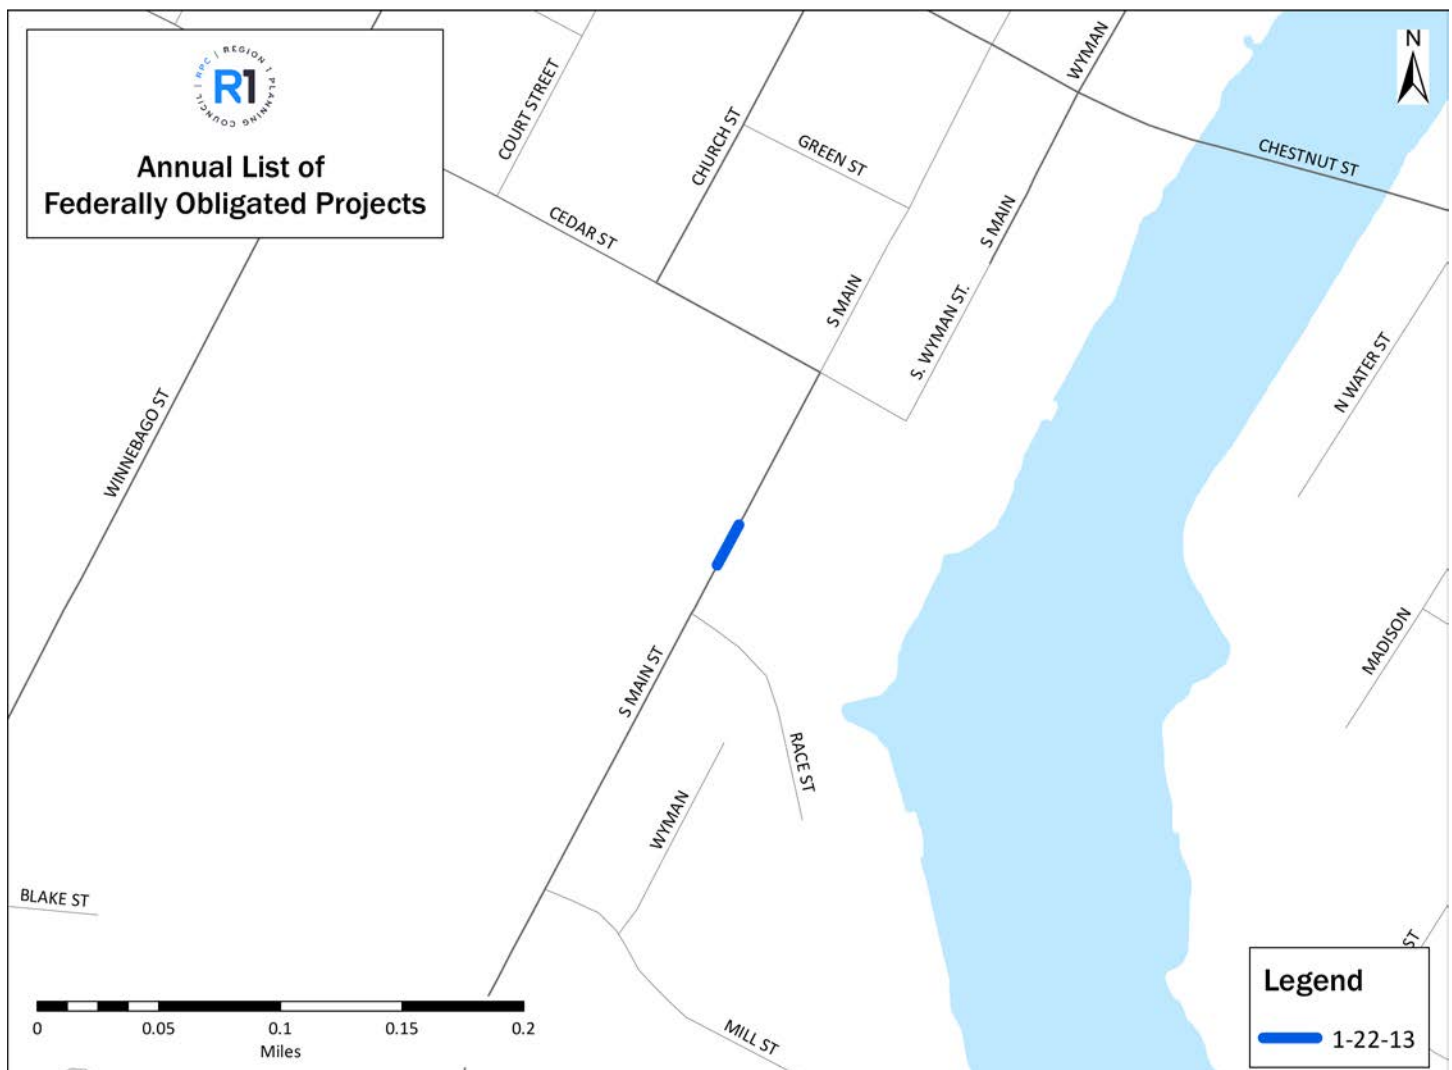 RPC | REGION 1 PLANNING COUNCIL |
R1
Annual List of
Federally Obligated Projects
N
WYMAN
COURT STREET
CHURCH ST
GREEN ST
CHESTNUT ST
CEDAR ST
S MAIN
S MAIN
S. WYMAN ST.
N WATER ST
WINNEBAGO ST
MADISON
S MAIN ST
RACE ST
WYMAN
BLAKE ST
ST
MILL ST
0 0.05 0.1 0.15 0.2
Miles
Legend
1-22-13